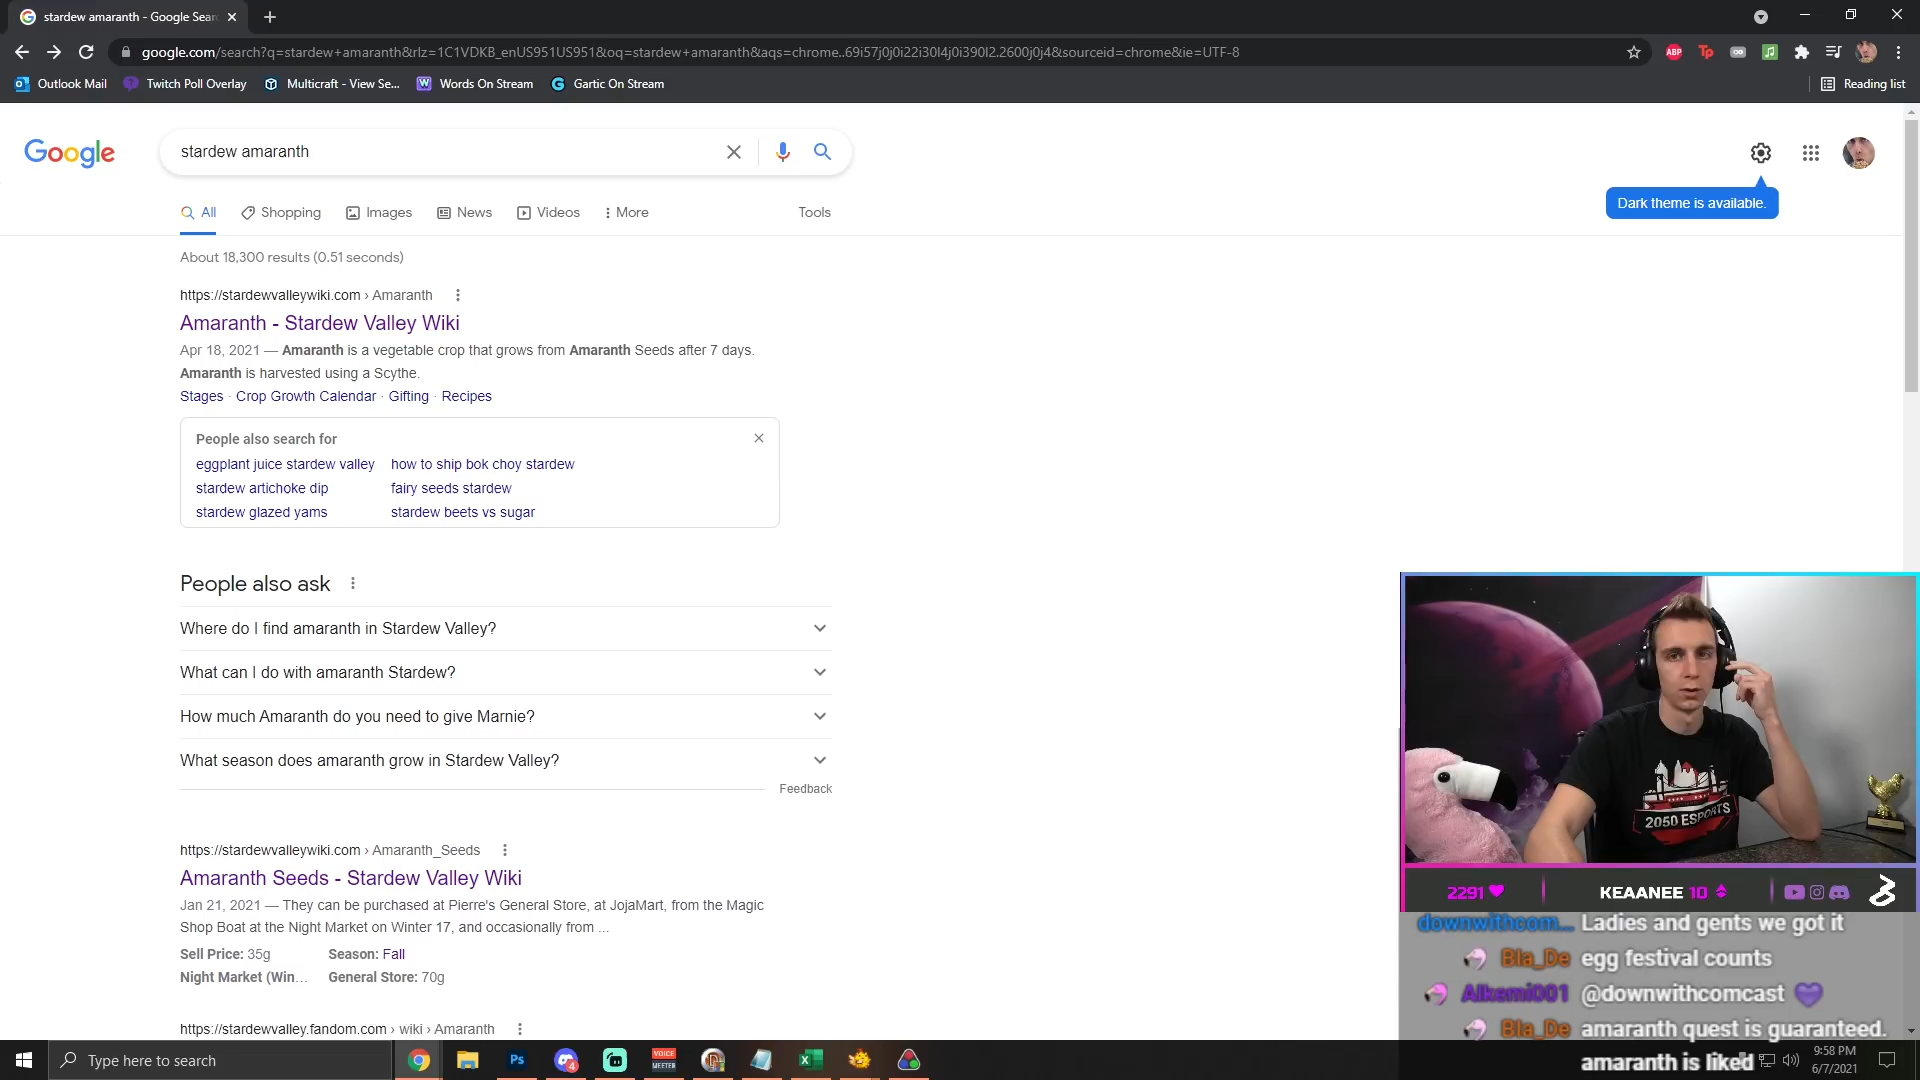 stardew amaranth - Google Sear
google.com/search?q=stardew+amaranth&rlz=1C1VDKB_enUS951US951&oq=stardew+amaranth&aqs=chrome..69i57j0j0i22i30l4j0i390l2.2600j0j4&sourceid=chrome&ie=UTF-8
ABP
Tp
Outlook Mail
Twitch Poll Overlay
Multicraft - View Se...
Words On Stream
Gartic On Stream
Reading list
Google
stardew amaranth
Dark theme is available.
All
Shopping
Images
News
Videos
More
Tools
About 18,300 results (0.51 seconds)
https://stardewvalleywiki.com › Amaranth
Amaranth - Stardew Valley Wiki
Apr 18, 2021 — Amaranth is a vegetable crop that grows from Amaranth Seeds after 7 days.
Amaranth is harvested using a Scythe.
Stages · Crop Growth Calendar · Gifting · Recipes
People also search for
eggplant juice stardew valley how to ship bok choy stardew
stardew artichoke dip fairy seeds stardew
stardew glazed yams stardew beets vs sugar
People also ask
Where do I find amaranth in Stardew Valley?
What can I do with amaranth Stardew?
How much Amaranth do you need to give Marnie?
What season does amaranth grow in Stardew Valley?
Feedback
https://stardewvalleywiki.com › Amaranth_Seeds
Amaranth Seeds - Stardew Valley Wiki
Jan 21, 2021 — They can be purchased at Pierre's General Store, at JojaMart, from the Magic
Shop Boat at the Night Market on Winter 17, and occasionally from ...
Sell Price: 35g Season: Fall
Night Market (Win... General Store: 70g
https://stardewvalley.fandom.com › wiki › Amaranth
2050 ESPORTS
2291
KEAANEE 10
downwithcom... Ladies and gents we got it
Bla_De egg festival counts
Alkemi001 @downwithcomcast
Bla_De amaranth quest is guaranteed.
amaranth is liked
Type here to search
Ps
4
VOICE
MEETER
9:58 PM
6/7/2021